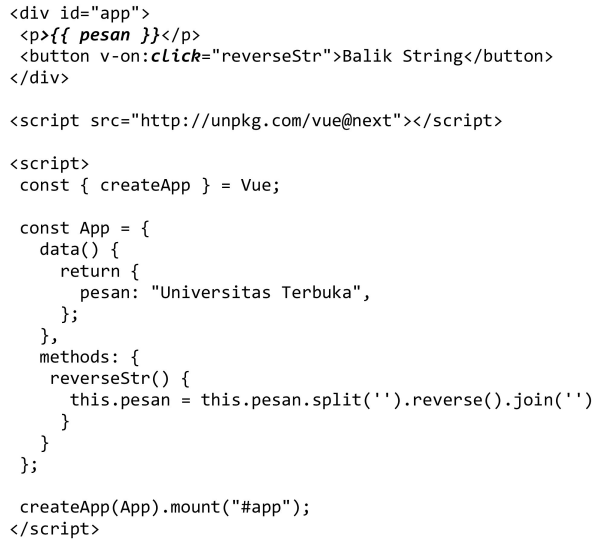 <div id="app">
 <p>{{ pesan }}</p>
 <button v-on:click="reverseStr">Balik String</button>
</div>

<script src="http://unpkg.com/vue@next"></script>

<script>
 const { createApp } = Vue;

 const App = {
   data() {
     return {
       pesan: "Universitas Terbuka",
     };
   },
   methods: {
    reverseStr() {
      this.pesan = this.pesan.split('').reverse().join('')
     }
   }
 };

 createApp(App).mount("#app");
</script>